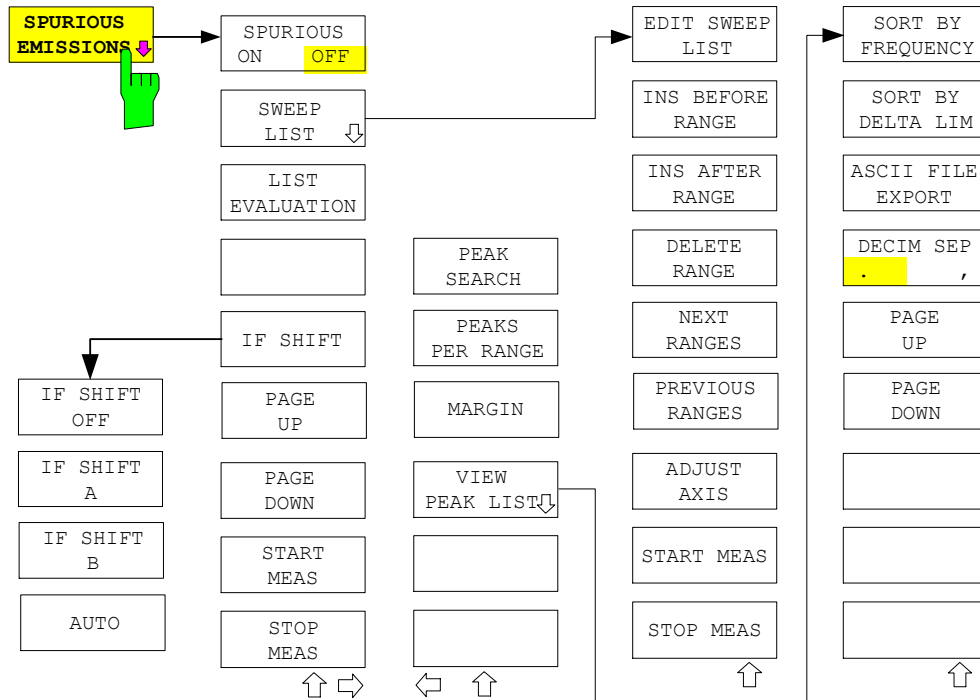 SPURIOUS
EMISSIONS
SPURIOUS
ON OFF
SWEEP
LIST
LIST
EVALUATION
IF SHIFT
PAGE
UP
PAGE
DOWN
START
MEAS
STOP
MEAS
IF SHIFT
OFF
IF SHIFT
A
IF SHIFT
B
AUTO
PEAK
SEARCH
PEAKS
PER RANGE
MARGIN
VIEW
PEAK LIST
EDIT SWEEP
LIST
INS BEFORE
RANGE
INS AFTER
RANGE
DELETE
RANGE
NEXT
RANGES
PREVIOUS
RANGES
ADJUST
AXIS
START MEAS
STOP MEAS
SORT BY
FREQUENCY
SORT BY
DELTA LIM
ASCII FILE
EXPORT
DECIM SEP
. ,
PAGE
UP
PAGE
DOWN